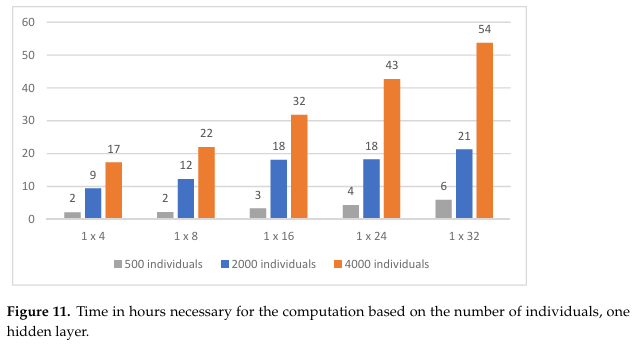 60
54
50
43
40
32
30
22
21
20
17
18
18
12
9
10
6
4
3
2
2
0
1 x 4
1 x 8
1 x 16
1 x 24
1 x 32
500 individuals
2000 individuals
4000 individuals
Figure 11. Time in hours necessary for the computation based on the number of individuals, one
hidden layer.